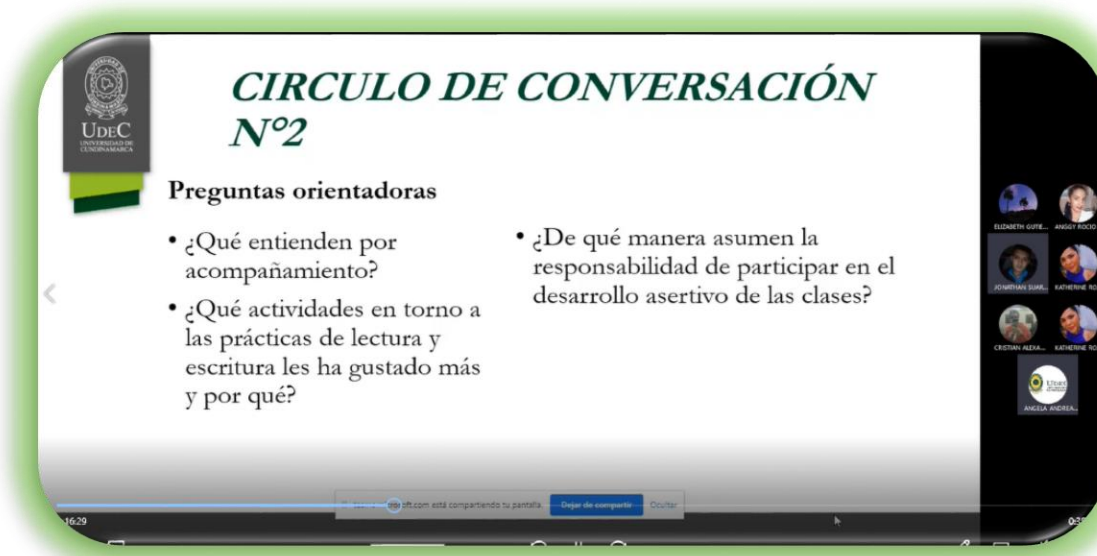 UDEC
UNIVERSIDAD DE
CUNDINAMARCA
CIRCULO DE CONVERSACIÓN
N°2
Preguntas orientadoras
• ¿Qué entienden por
acompañamiento?
• ¿Qué actividades en torno a
las prácticas de lectura y
escritura les ha gustado más
y por qué?
• ¿De qué manera asumen la
responsabilidad de participar en el
desarrollo asertivo de las clases?
ELIZABETH GUTIE...
ANGGY ROCIO
JONATHAN SUAR...
KATHERINE RO
CRISTIAN ALEXA...
KATHERINE RO
UDEC
ANGELA ANDREA...
está compartiendo tu pantalla.
Dejar de compartir
Ocultar
16:29